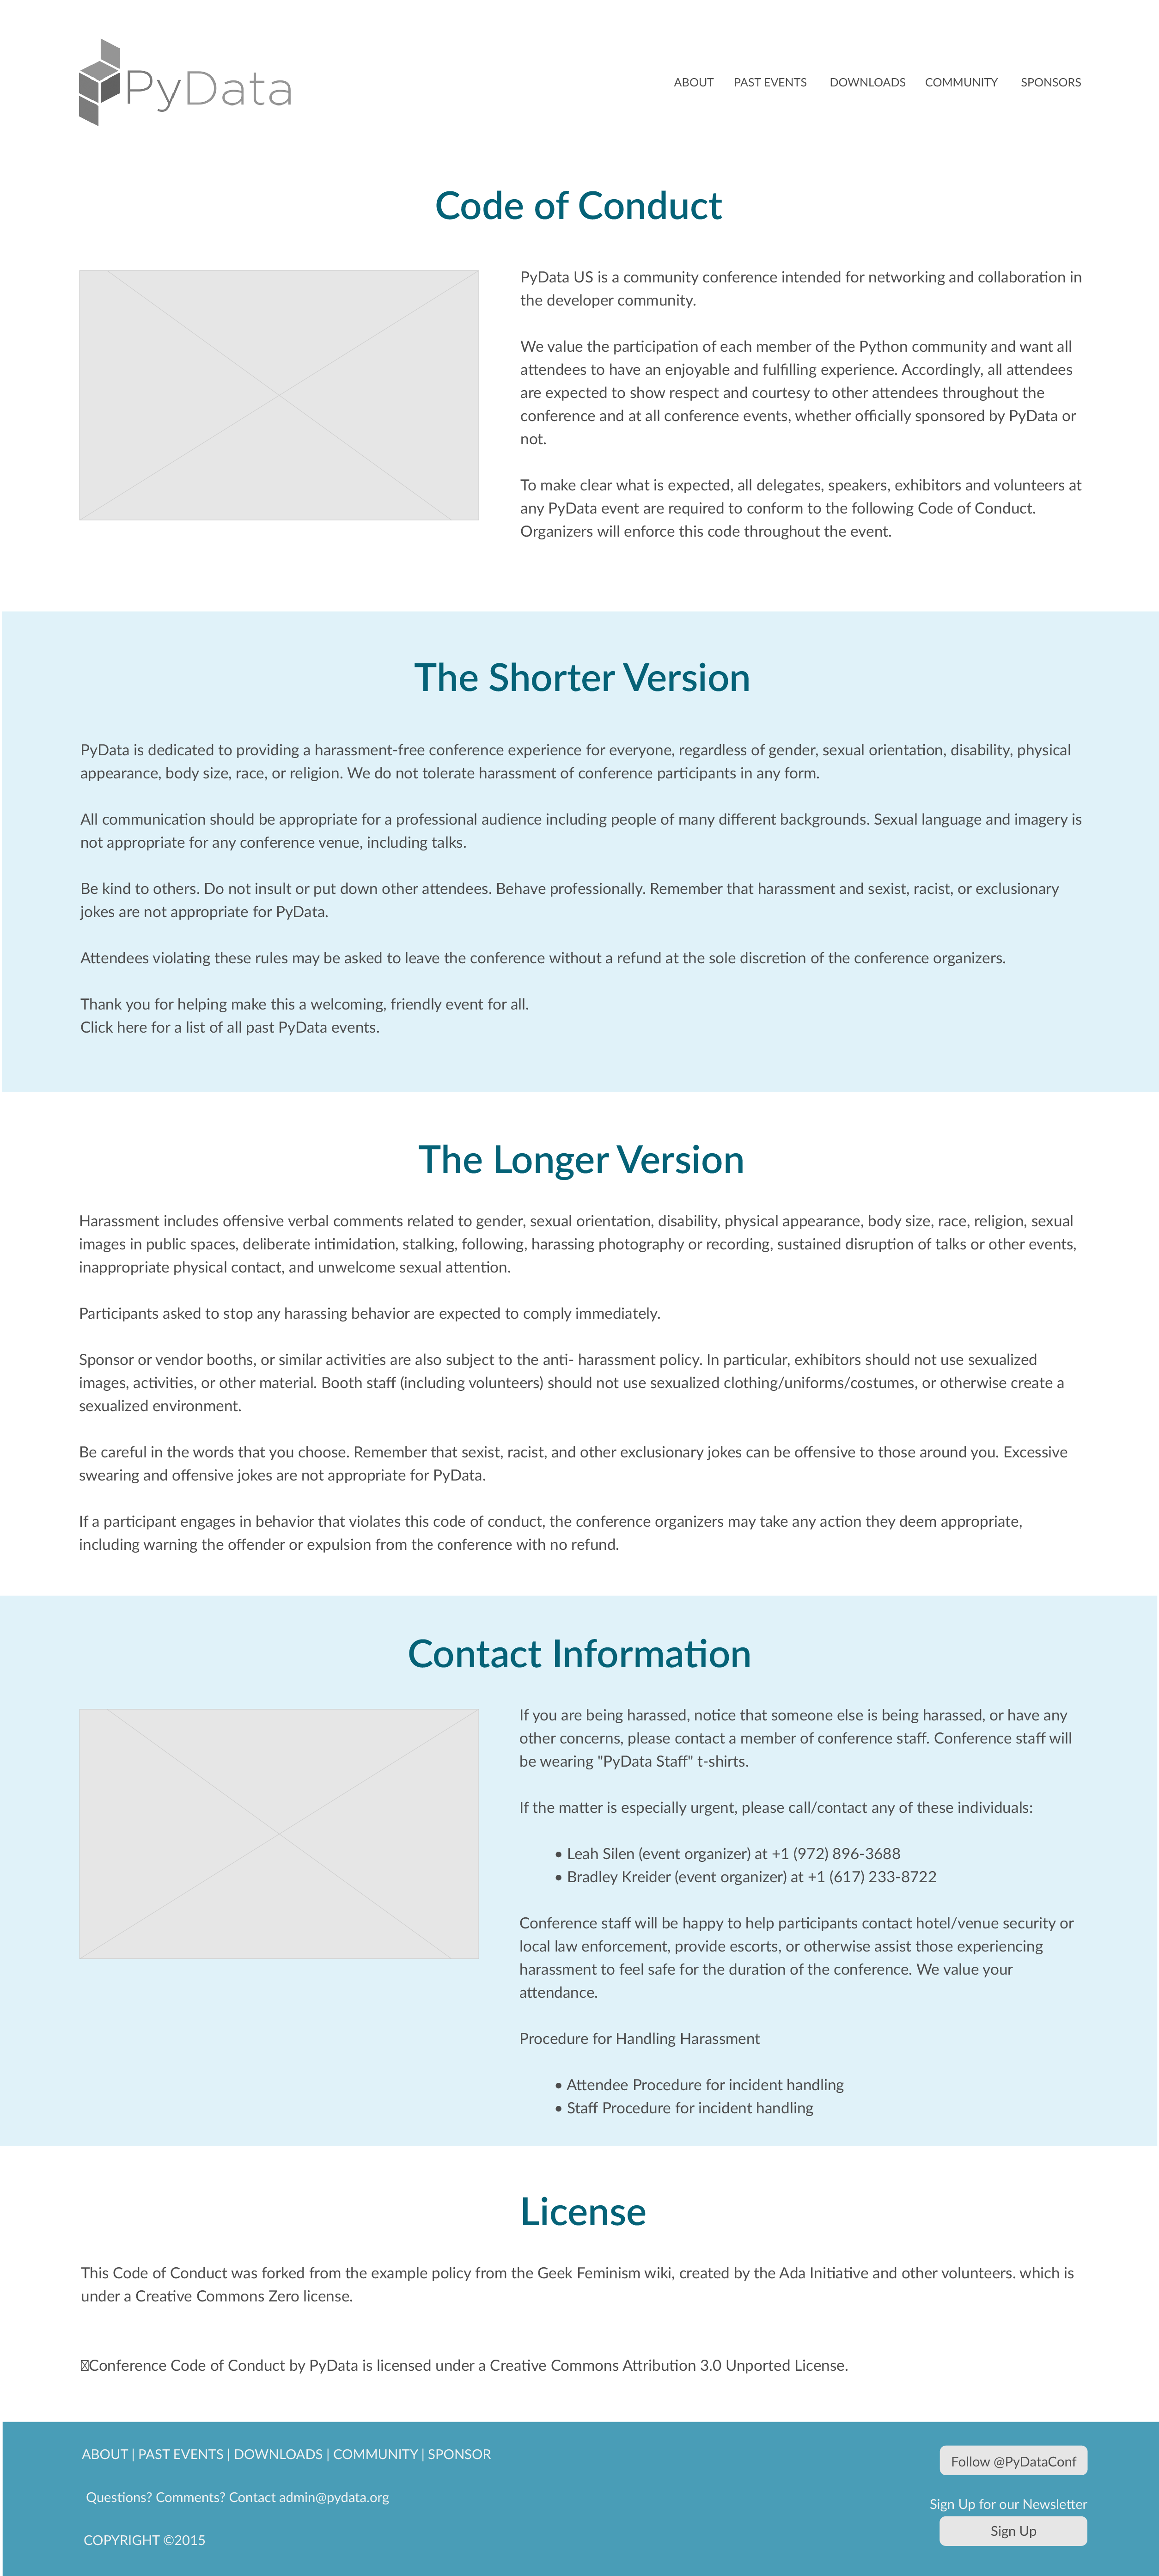 PyData
ABOUT PAST EVENTS DOWNLOADS COMMUNITY SPONSORS
Code of Conduct
PyData US is a community conference intended for networking and collaboration in
the developer community.
We value the participation of each member of the Python community and want all
attendees to have an enjoyable and fulfilling experience. Accordingly, all attendees
are expected to show respect and courtesy to other attendees throughout the
conference and at all conference events, whether officially sponsored by PyData or
not.
To make clear what is expected, all delegates, speakers, exhibitors and volunteers at
any PyData event are required to conform to the following Code of Conduct.
Organizers will enforce this code throughout the event.
The Shorter Version
PyData is dedicated to providing a harassment-free conference experience for everyone, regardless of gender, sexual orientation, disability, physical
appearance, body size, race, or religion. We do not tolerate harassment of conference participants in any form.
All communication should be appropriate for a professional audience including people of many different backgrounds. Sexual language and imagery is
not appropriate for any conference venue, including talks.
Be kind to others. Do not insult or put down other attendees. Behave professionally. Remember that harassment and sexist, racist, or exclusionary
jokes are not appropriate for PyData.
Attendees violating these rules may be asked to leave the conference without a refund at the sole discretion of the conference organizers.
Thank you for helping make this a welcoming, friendly event for all.
Click here for a list of all past PyData events.
The Longer Version
Harassment includes offensive verbal comments related to gender, sexual orientation, disability, physical appearance, body size, race, religion, sexual
images in public spaces, deliberate intimidation, stalking, following, harassing photography or recording, sustained disruption of talks or other events,
inappropriate physical contact, and unwelcome sexual attention.
Participants asked to stop any harassing behavior are expected to comply immediately.
Sponsor or vendor booths, or similar activities are also subject to the anti- harassment policy. In particular, exhibitors should not use sexualized
images, activities, or other material. Booth staff (including volunteers) should not use sexualized clothing/uniforms/costumes, or otherwise create a
sexualized environment.
Be careful in the words that you choose. Remember that sexist, racist, and other exclusionary jokes can be offensive to those around you. Excessive
swearing and offensive jokes are not appropriate for PyData.
If a participant engages in behavior that violates this code of conduct, the conference organizers may take any action they deem appropriate,
including warning the offender or expulsion from the conference with no refund.
Contact Information
If you are being harassed, notice that someone else is being harassed, or have any
other concerns, please contact a member of conference staff. Conference staff will
be wearing "PyData Staff" t-shirts.
If the matter is especially urgent, please call/contact any of these individuals:
• Leah Silen (event organizer) at +1 (972) 896-3688
• Bradley Kreider (event organizer) at +1 (617) 233-8722
Conference staff will be happy to help participants contact hotel/venue security or
local law enforcement, provide escorts, or otherwise assist those experiencing
harassment to feel safe for the duration of the conference. We value your
attendance.
Procedure for Handling Harassment
• Attendee Procedure for incident handling
• Staff Procedure for incident handling
License
This Code of Conduct was forked from the example policy from the Geek Feminism wiki, created by the Ada Initiative and other volunteers. which is
under a Creative Commons Zero license.
Conference Code of Conduct by PyData is licensed under a Creative Commons Attribution 3.0 Unported License.
ABOUT | PAST EVENTS | DOWNLOADS | COMMUNITY | SPONSOR
Questions? Comments? Contact admin@pydata.org
COPYRIGHT ©2015
Follow @PyDataConf
Sign Up for our Newsletter
Sign Up